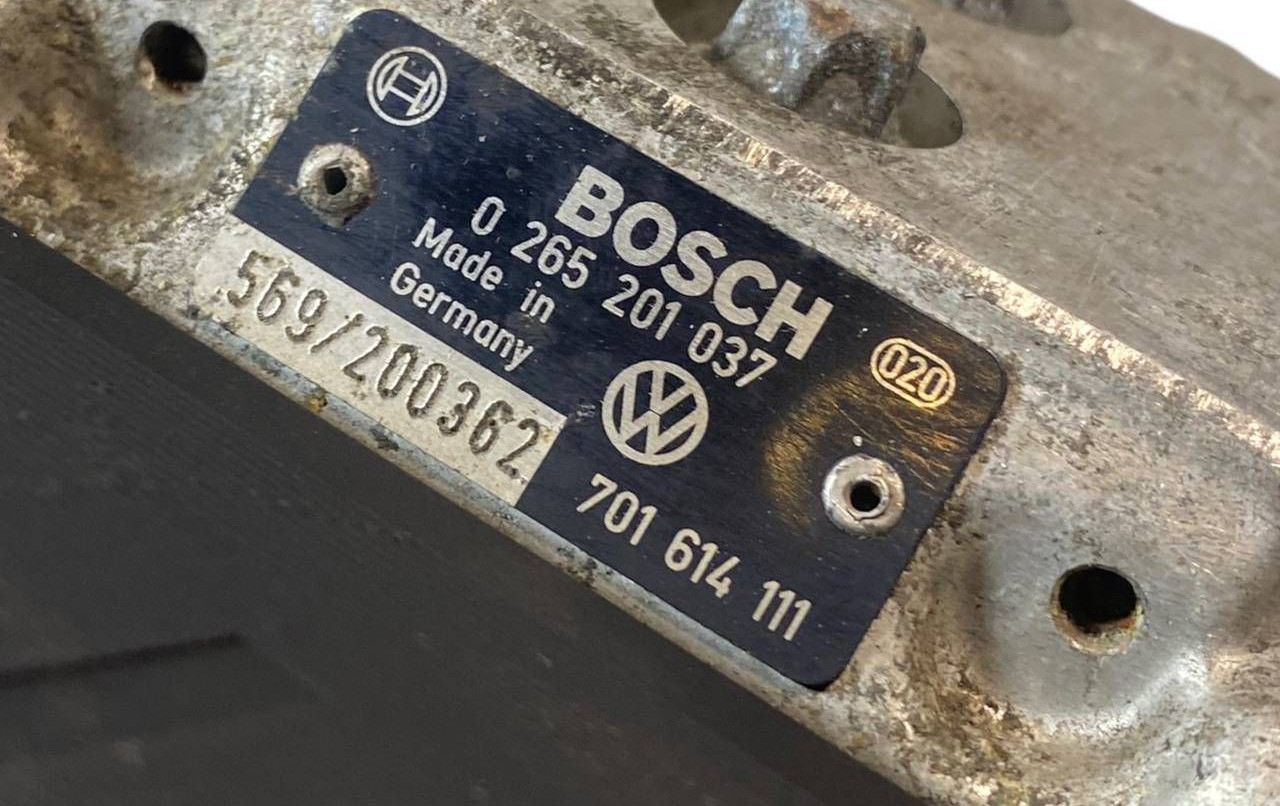 BOSCH
0 265 201 037
Made in
Germany
020
569/200362
701 614 111